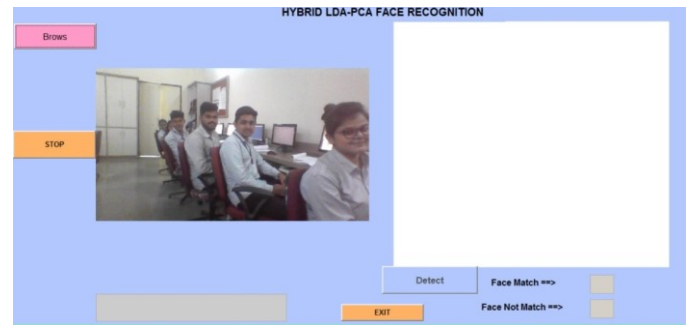 HYBRID LDA-PCA FACE RECOGNITION
Brows
STOP
Detect
Face Match ==>
EXIT
Face Not Match ==>